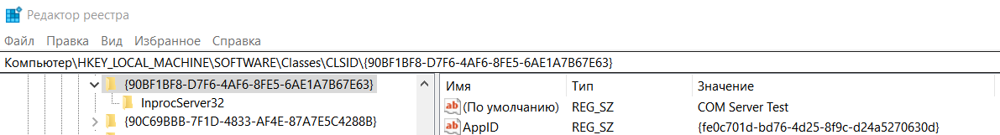 Редактор реестра
Файл Правка Вид Избранное Справка
Компьютер\HKEY_LOCAL_MACHINE\SOFTWARE\Classes\CLSID\{90BF1BF8-D7F6-4AF6-8FE5-6AE1A7B67E63}
{90BF1BF8-D7F6-4AF6-8FE5-6AE1A7B67E63}
InprocServer32
{90C69BBB-7F1D-4833-AF4E-87A7E5C4288B}
Имя Тип Значение
ab (По умолчанию) REG_SZ COM Server Test
ab AppID REG_SZ {fe0c701d-bd76-4d25-8f9c-d24a5270630d}